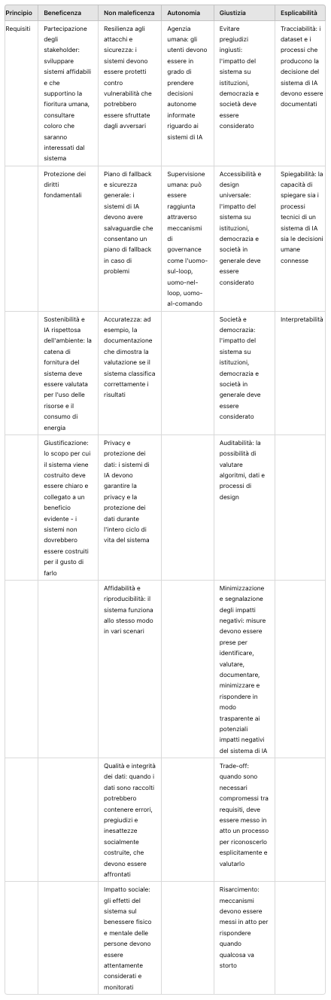 Principio Beneficenza Non maleficenza Autonomia Giustizia Esplicabilità
Requisiti
Partecipazione
degli
stakeholder:
sviluppare
sistemi affidabili
e che
supportino la
fioritura umana,
consultare
coloro che
saranno
interessati dal
sistema
Resilienza agli
attacchi e
sicurezza: i
sistemi devono
essere protetti
contro
vulnerabilità che
potrebbero
essere sfruttate
dagli avversari
Agenzia
umana: gli
utenti devono
essere in
grado di
prendere
decisioni
autonome
informate
riguardo ai
sistemi di IA
Evitare
pregiudizi
ingiusti:
l'impatto del
sistema su
istituzioni,
democrazia e
società deve
essere
considerato
Tracciabilità: i
dataset e i
processi che
producono la
decisione del
sistema di IA
devono essere
documentati
Protezione dei
diritti
fondamentali
Piano di fallback
e sicurezza
generale: i
sistemi di IA
devono avere
salvaguardie che
consentano un
piano di fallback
in caso di
problemi
Supervisione
umana: può
essere
raggiunta
attraverso
meccanismi
di
governance
come l'uomo-
sul-loop,
uomo-nel-
loop, uomo-
al-comando
Accessibilità e
design
universale:
l'impatto del
sistema su
istituzioni,
democrazia e
società in
generale deve
essere
considerato
Spiegabilità: la
capacità di
spiegare sia i
processi
tecnici di un
sistema di IA
sia le decisioni
umane
connesse
Sostenibilità e
IA rispettosa
dell'ambiente: la
catena di
fornitura del
sistema deve
essere valutata
per l'uso delle
risorse e il
consumo di
energia
Accuratezza: ad
esempio, la
documentazione
che dimostra la
valutazione se il
sistema classifica
correttamente i
risultati
Società e
democrazia:
l'impatto del
sistema su
istituzioni,
democrazia e
società in
generale deve
essere
considerato
Interpretabilità
Giustificazione:
lo scopo per cui
il sistema viene
costruito deve
essere chiaro e
collegato a un
beneficio
evidente - i
sistemi non
dovrebbero
essere costruiti
per il gusto di
farlo
Privacy e
protezione dei
dati: i sistemi di
IA devono
garantire la
privacy e la
protezione dei
dati durante
l'intero ciclo di
vita del sistema
Auditabilità: la
possibilità di
valutare
algoritmi, dati e
processi di
design
Affidabilità e
riproducibilità: il
sistema funziona
allo stesso modo
in vari scenari
Minimizzazione
e segnalazione
degli impatti
negativi: misure
devono essere
prese per
identificare,
valutare,
documentare,
minimizzare e
rispondere in
modo
trasparente ai
potenziali
impatti negativi
del sistema di IA
Qualità e integrità
dei dati: quando i
dati sono raccolti
potrebbero
contenere errori,
pregiudizi e
inesattezze
socialmente
costruite, che
devono essere
affrontati
Trade-off:
quando sono
necessari
compromessi tra
requisiti, deve
essere messo in
atto un processo
per riconoscerlo
esplicitamente e
valutarlo
Impatto sociale:
gli effetti del
sistema sul
benessere fisico
e mentale delle
persone devono
essere
attentamente
considerati e
monitorati
Risarcimento:
meccanismi
devono essere
messi in atto per
rispondere
quando
qualcosa va
storto